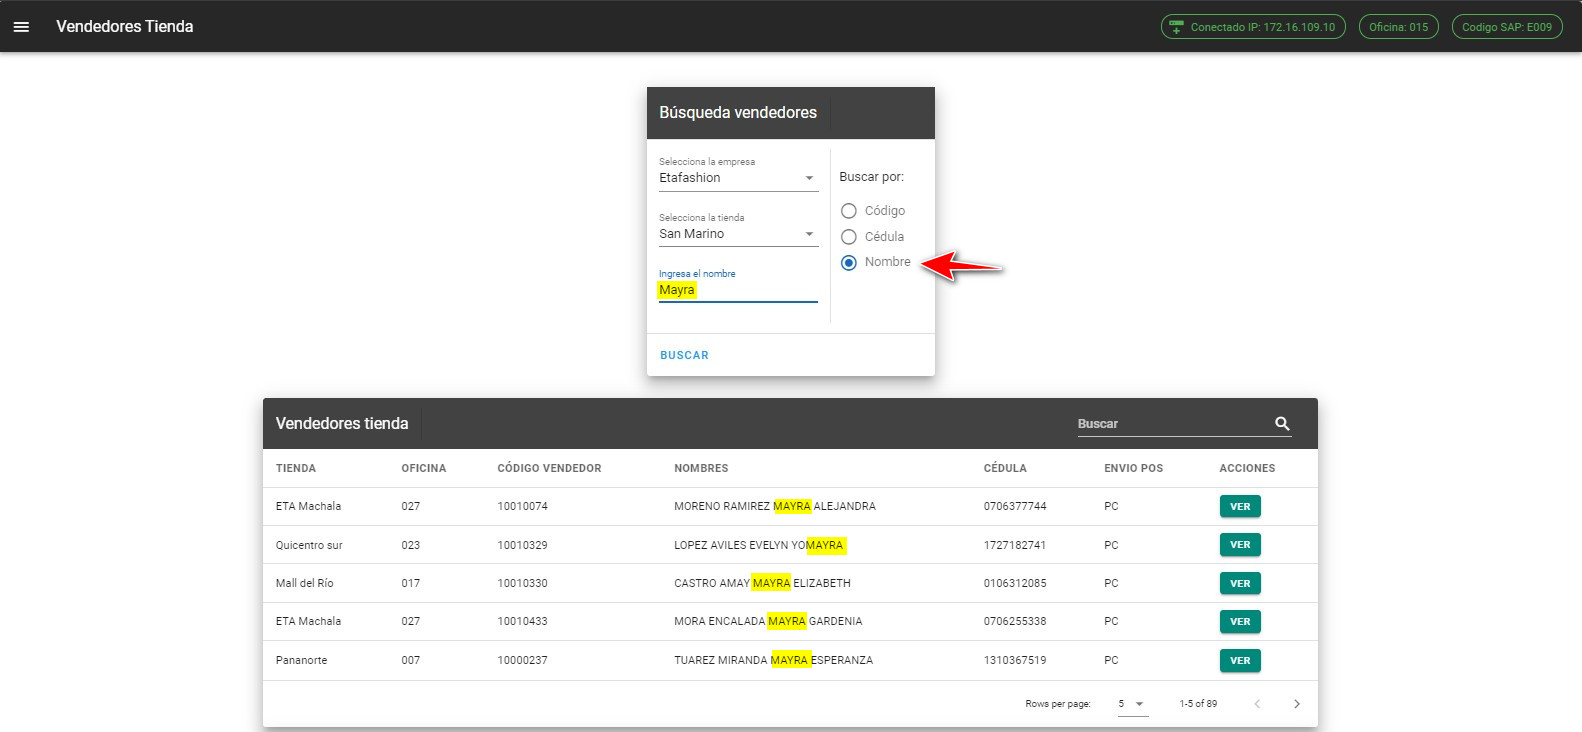 Vendedores Tienda
Conectado IP: 172.16.109.10
Oficina: 015
Codigo SAP: E009
Búsqueda vendedores
Selecciona la empresa
Etafashion
Selecciona la tienda
San Marino
Ingresa el nombre
Mayra
Buscar por:
Código
Cédula
Nombre
BUSCAR
Vendedores tienda
Buscar
TIENDA OFICINA CÓDIGO VENDEDOR NOMBRES CÉDULA ENVIO POS ACCIONES
ETA Machala 027 10010074 MORENO RAMIREZ MAYRA ALEJANDRA 0706377744 PC VER
Quicentro sur 023 10010329 LOPEZ AVILES EVELYN YOMAYRA 1727182741 PC VER
Mall del Río 017 10010330 CASTRO AMAY MAYRA ELIZABETH 0106312085 PC VER
ETA Machala 027 10010433 MORA ENCALADA MAYRA GARDENIA 0706255338 PC VER
Pananorte 007 10000237 TUAREZ MIRANDA MAYRA ESPERANZA 1310367519 PC VER
Rows per page: 5 1-5 of 89